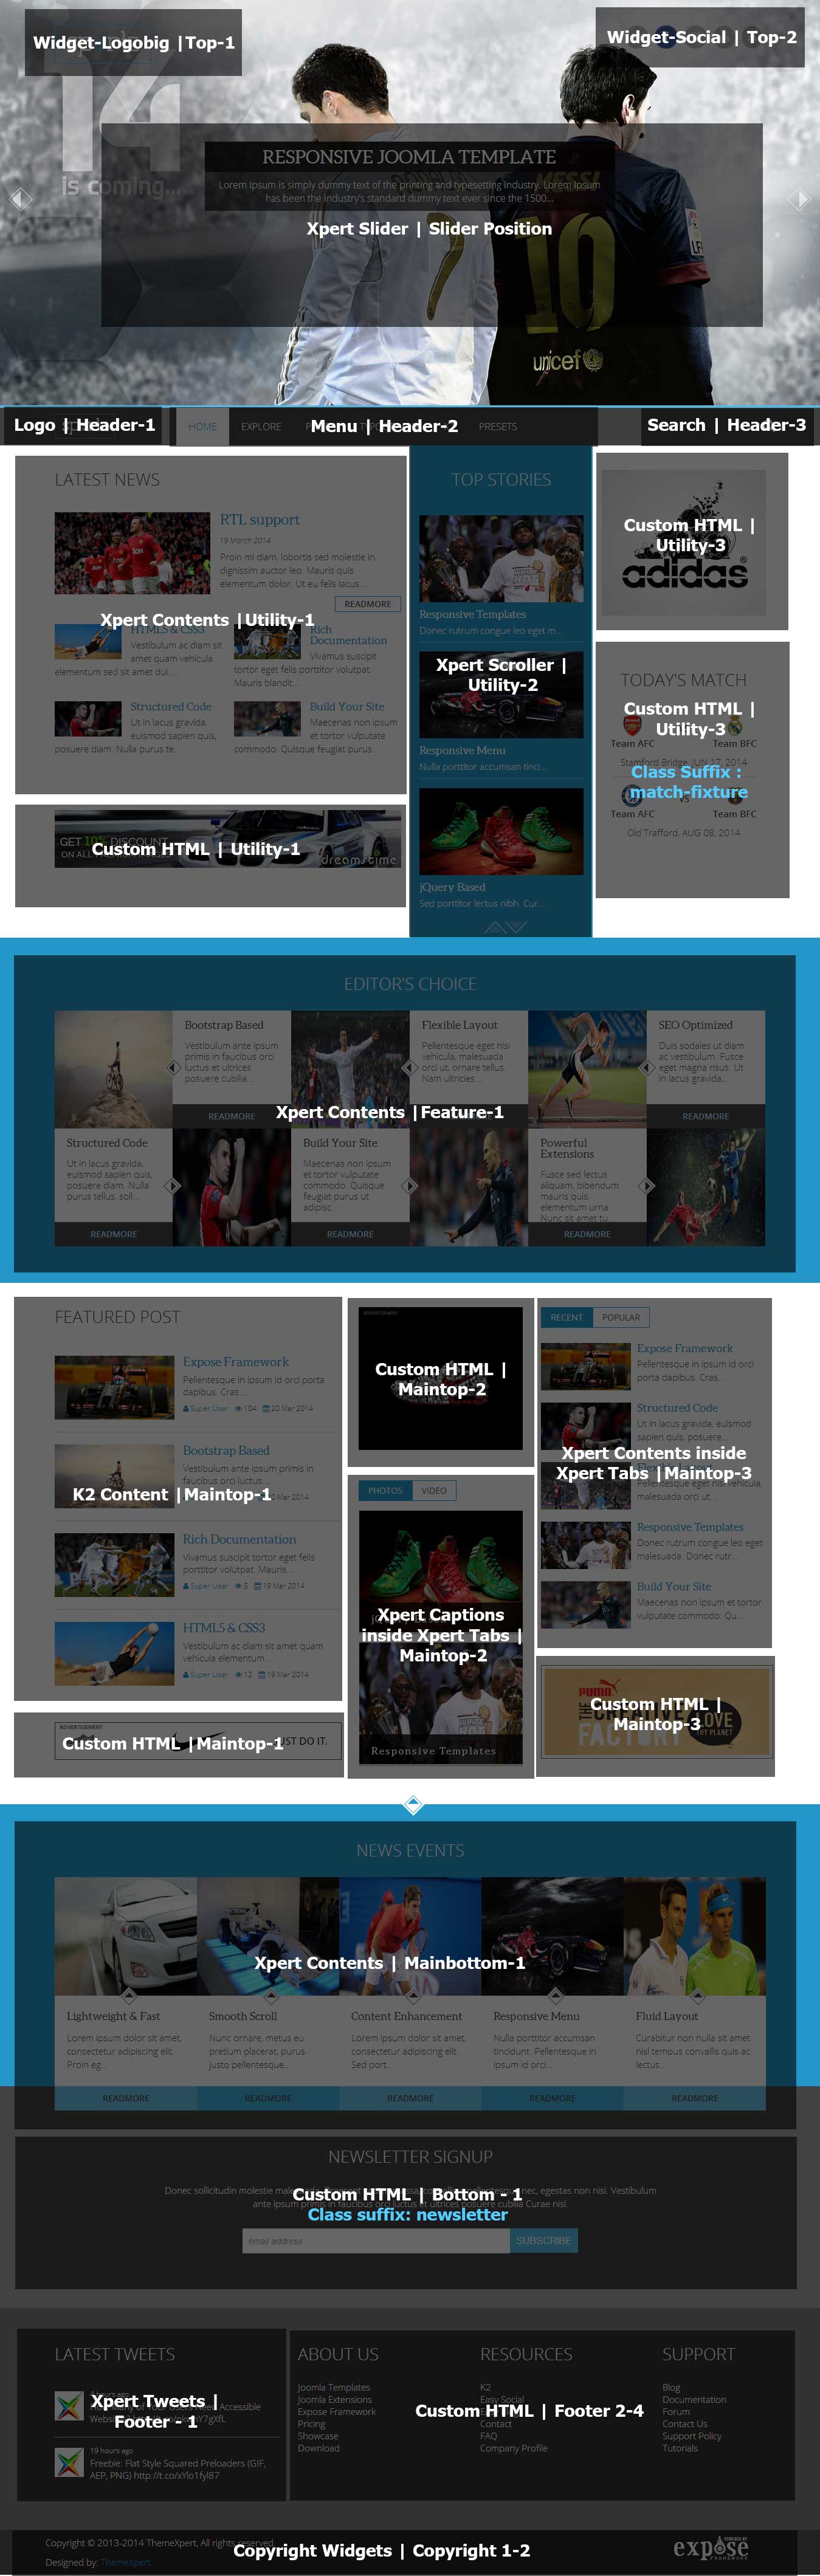 Widget-Logobig |Top-1
Widget-Social | Top-2
14
is coming...
RESPONSIVE JOOMLA TEMPLATE
Lorem Ipsum is simply dummy text of the printing and typesetting industry. Lorem Ipsum
has been the industry's standard dummy text ever since the 1500...
Xpert Slider | Slider Position
MESSI
7
10
LFP
unicef
Logo | Header-1
HOME
EXPLORE
Menu | Header-2
PRESETS
Search | Header-3
LATEST NEWS
RTL support
19 March 2014
Proin mi diam, lobortis sed molestie in,
dignissim auctor leo. Mauris quis
elementum dolor. Ut eu felis lacus...
READMORE
Xpert Contents |Utility-1
HTML5 & CSS3
Vestibulum ac diam sit
amet quam vehicula
elementum sed sit amet dui....
Rich
Documentation
Vivamus suscipit
tortor eget felis porttitor volutpat.
Mauris blandit...
Structured Code
Ut in lacus gravida,
euismod sapien quis,
posuere diam. Nulla purus te...
Build Your Site
Maecenas non ipsum
et tortor vulputate
commodo. Quisque feugiat purus...
GET 10% DISCOUNT
ON ALL
Custom HTML | Utility-1
dreamstime
TOP STORIES
Responsive Templates
Donec rutrum congue leo eget m...
Xpert Scroller |
Utility-2
Responsive Menu
Nulla porttitor accumsan tinci...
jQuery Based
Sed porttitor lectus nibh. Cur...
Custom HTML |
Utility-3
adidas
TODAY'S MATCH
Custom HTML |
Utility-3
Team AFC
Team BFC
Stamford Bridge, JUN 17, 2014
Class Suffix :
match-fixture
VS
Team AFC
Team BFC
Old Trafford, AUG 08, 2014
EDITOR'S CHOICE
Bootstrap Based
Vestibulum ante ipsum
primis in faucibus orci
luctus et ultrices
posuere cubilia...
READMORE
Flexible Layout
Pellentesque eget nisi
vehicula, malesuada
orci ut, ornare tellus.
Nam ultricies...
SEO Optimized
Duis sodales ut diam
ac vestibulum. Fusce
eget magna risus. Ut
in lacus gravida,...
READMORE
Xpert Contents |Feature-1
Structured Code
Ut in lacus gravida,
euismod sapien quis,
posuere diam. Nulla
purus tellus, soll...
READMORE
Build Your Site
Maecenas non ipsum
et tortor vulputate
commodo. Quisque
feugiat purus ut
adipisc...
READMORE
Powerful
Extensions
Fusce sed lectus
aliquam, bibendum
mauris quis,
elementum urna.
Nunc sit amet tu...
READMORE
FEATURED POST
Expose Framework
Pellentesque in ipsum id orci porta
dapibus. Cras...
Super User 104 20 Mar 2014
Bootstrap Based
Vestibulum ante ipsum primis in
faucibus orci luctus...
20 Mar 2014
K2 Content |Maintop-1
Rich Documentation
Vivamus suscipit tortor eget felis
porttitor volutpat. Mauris...
Super User 5 19 Mar 2014
HTML5 & CSS3
Vestibulum ac diam sit amet quam
vehicula elementum...
Super User 12 19 Mar 2014
ADVERTISEMENT
Custom HTML |Maintop-1
JUST DO IT.
ADVERTISEMENT
Custom HTML |
Maintop-2
PHOTOS
VIDEO
Xpert Captions
inside Xpert Tabs |
Maintop-2
Responsive Templates
RECENT
POPULAR
Expose Framework
Pellentesque in ipsum id orci
porta dapibus. Cras...
Structured Code
Ut in lacus gravida, euismod
sapien quis, posuere...
Xpert Contents inside
Xpert Tabs |Maintop-3
Pellentesque eget nisi vehicula,
malesuada orci ut...
Responsive Templates
Donec rutrum congue leo eget
malesuada. Donec rutr...
Build Your Site
Maecenas non ipsum et tortor
vulputate commodo. Qu...
PUMA
THE CREATIVE
FACTORY
LOVE
Custom HTML |
Maintop-3
NEWS EVENTS
Xpert Contents | Mainbottom-1
Lightweight & Fast
Lorem ipsum dolor sit amet,
consectetur adipiscing elit.
Proin eg...
READMORE
Smooth Scroll
Nunc ornare, metus eu
pretium placerat, purus
justo pellentesque...
READMORE
Content Enhancement
Lorem ipsum dolor sit amet,
consectetur adipiscing elit.
Sed port...
READMORE
Responsive Menu
Nulla porttitor accumsan
tincidunt. Pellentesque in
ipsum id orci...
READMORE
Fluid Layout
Curabitur non nulla sit amet
nisl tempus convallis quis ac
lectus...
READMORE
NEWSLETTER SIGNUP
Donec sollicitudin molestie nec, egestas non nisi. Vestibulum
Custom HTML | Bottom - 1
ante ipsum primis in faucibus orci luctus et ultrices posuere cubilia Curae nisi.
Class suffix: newsletter
email address
SUBSCRIBE
LATEST TWEETS
Xpert Tweets |
Footer - 1
Accessible
19 hours ago
Freebie: Flat Style Squared Preloaders (GIF,
AEP, PNG) http://t.co/xYlo1fyI87
ABOUT US
Joomla Templates
Joomla Extensions
Expose Framework
Pricing
Showcase
Download
RESOURCES
K2
Easy Social
Custom HTML | Footer 2-4
Contact
FAQ
Company Profile
SUPPORT
Blog
Documentation
Forum
Contact Us
Support Policy
Tutorials
Copyright © 2013-2014 ThemeXpert, All rights reserved.
Copyright Widgets | Copyright 1-2
Designed by: ThemeXpert
POWERED BY
expose
FRAMEWORK